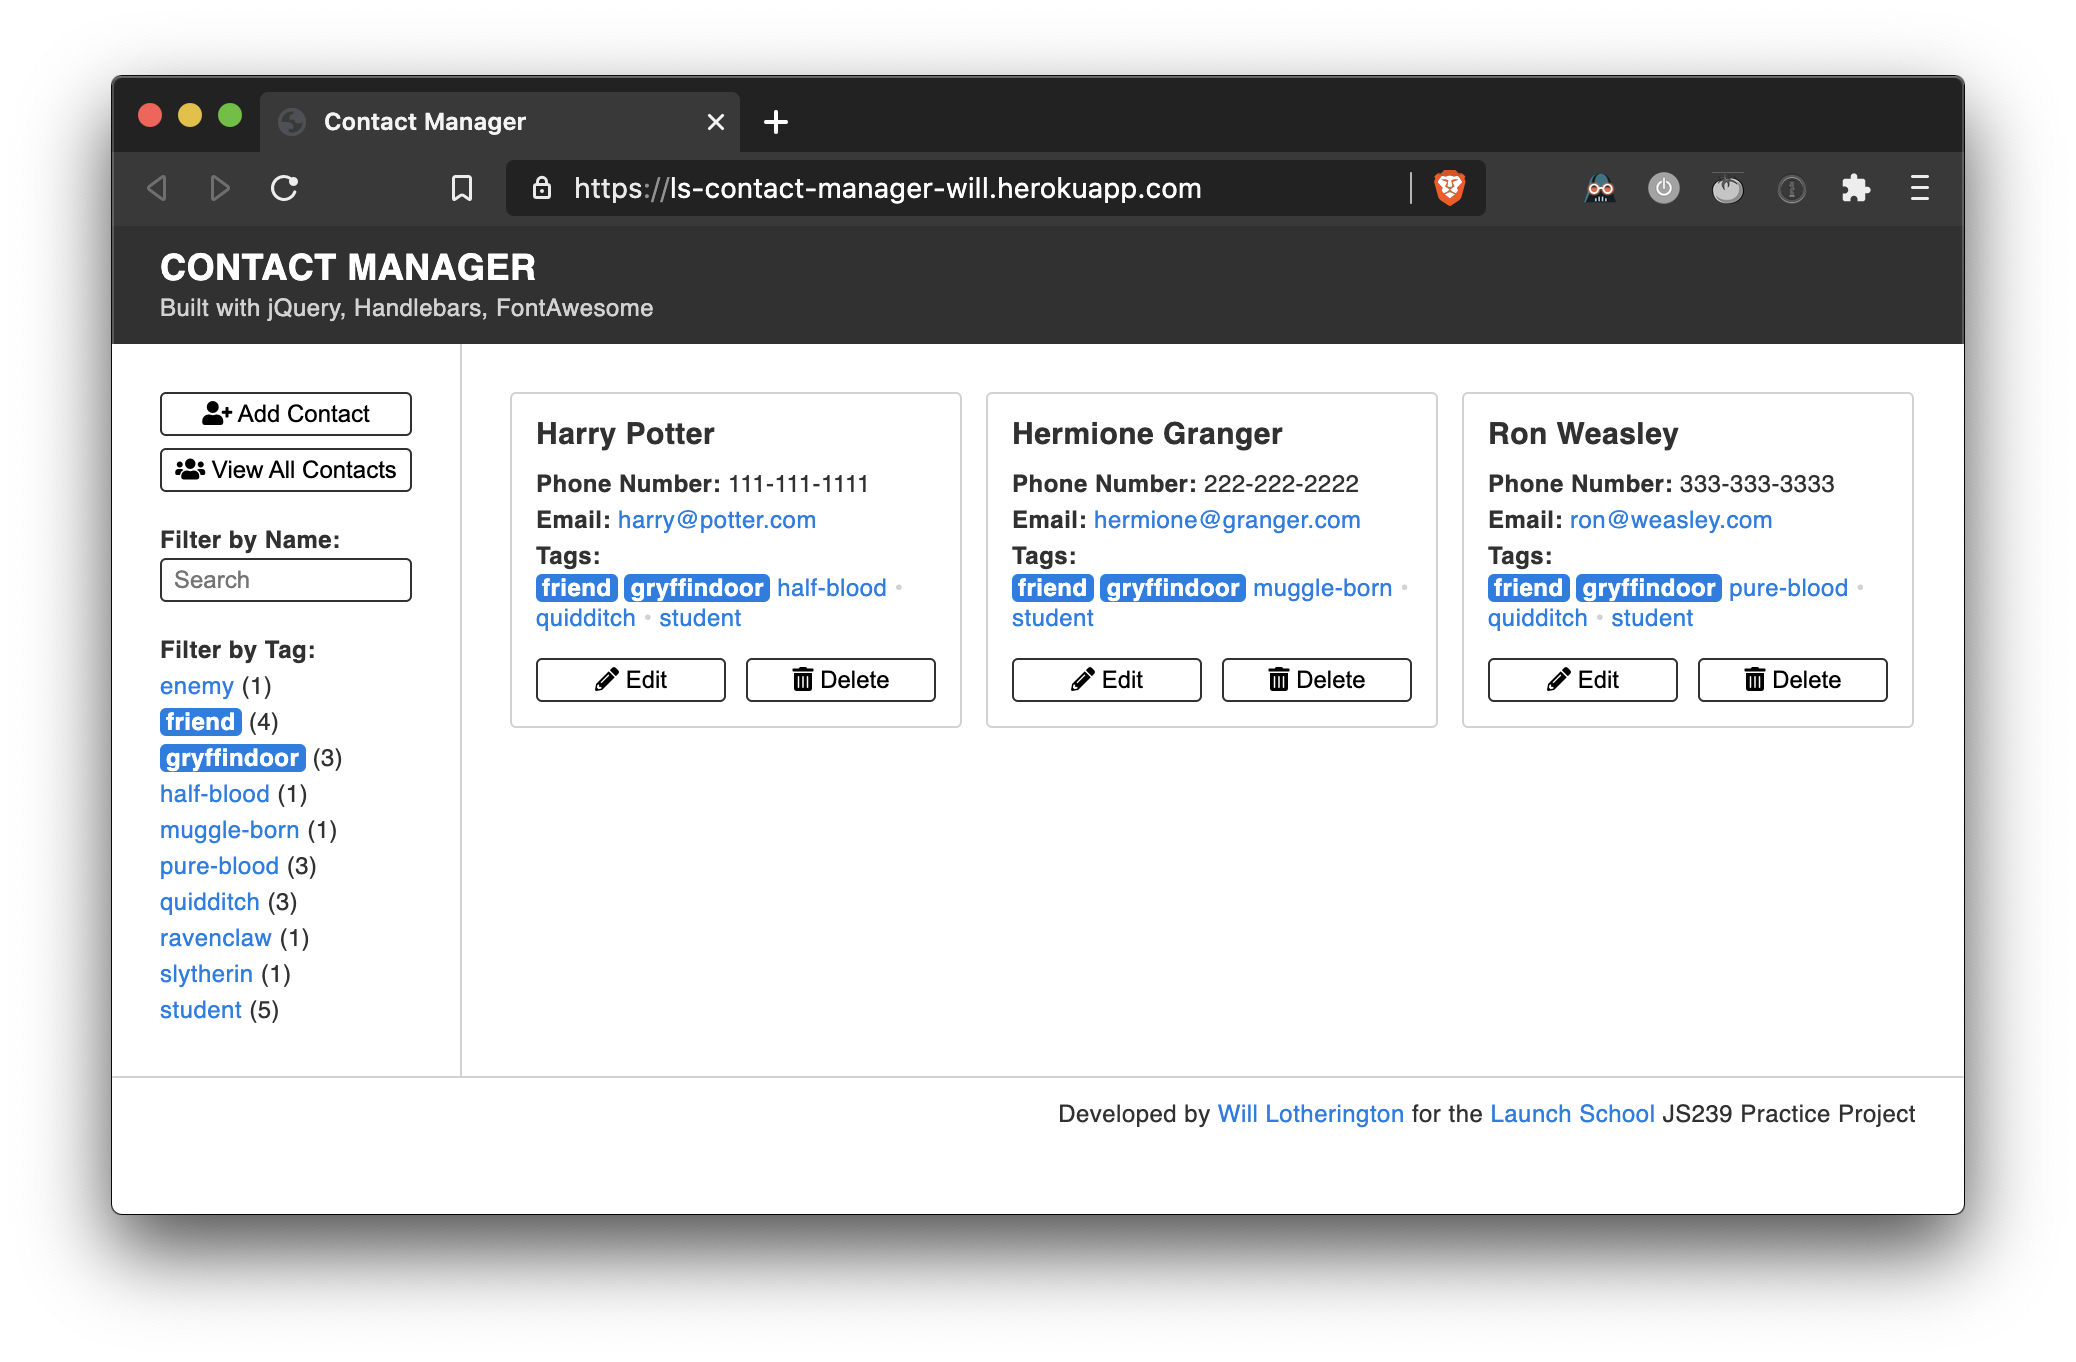 Contact Manager
https://ls-contact-manager-will.herokuapp.com
CONTACT MANAGER
Built with jQuery, Handlebars, FontAwesome
Add Contact
View All Contacts
Filter by Name:
Search
Filter by Tag:
enemy (1)
friend (4)
gryffindoor (3)
half-blood (1)
muggle-born (1)
pure-blood (3)
quidditch (3)
ravenclaw (1)
slytherin (1)
student (5)
Harry Potter
Phone Number: 111-111-1111
Email: harry@potter.com
Tags:
friend gryffindoor half-blood •
quidditch • student
Edit Delete
Hermione Granger
Phone Number: 222-222-2222
Email: hermione@granger.com
Tags:
friend gryffindoor muggle-born •
student
Edit Delete
Ron Weasley
Phone Number: 333-333-3333
Email: ron@weasley.com
Tags:
friend gryffindoor pure-blood •
quidditch • student
Edit Delete
Developed by Will Lotherington for the Launch School JS239 Practice Project